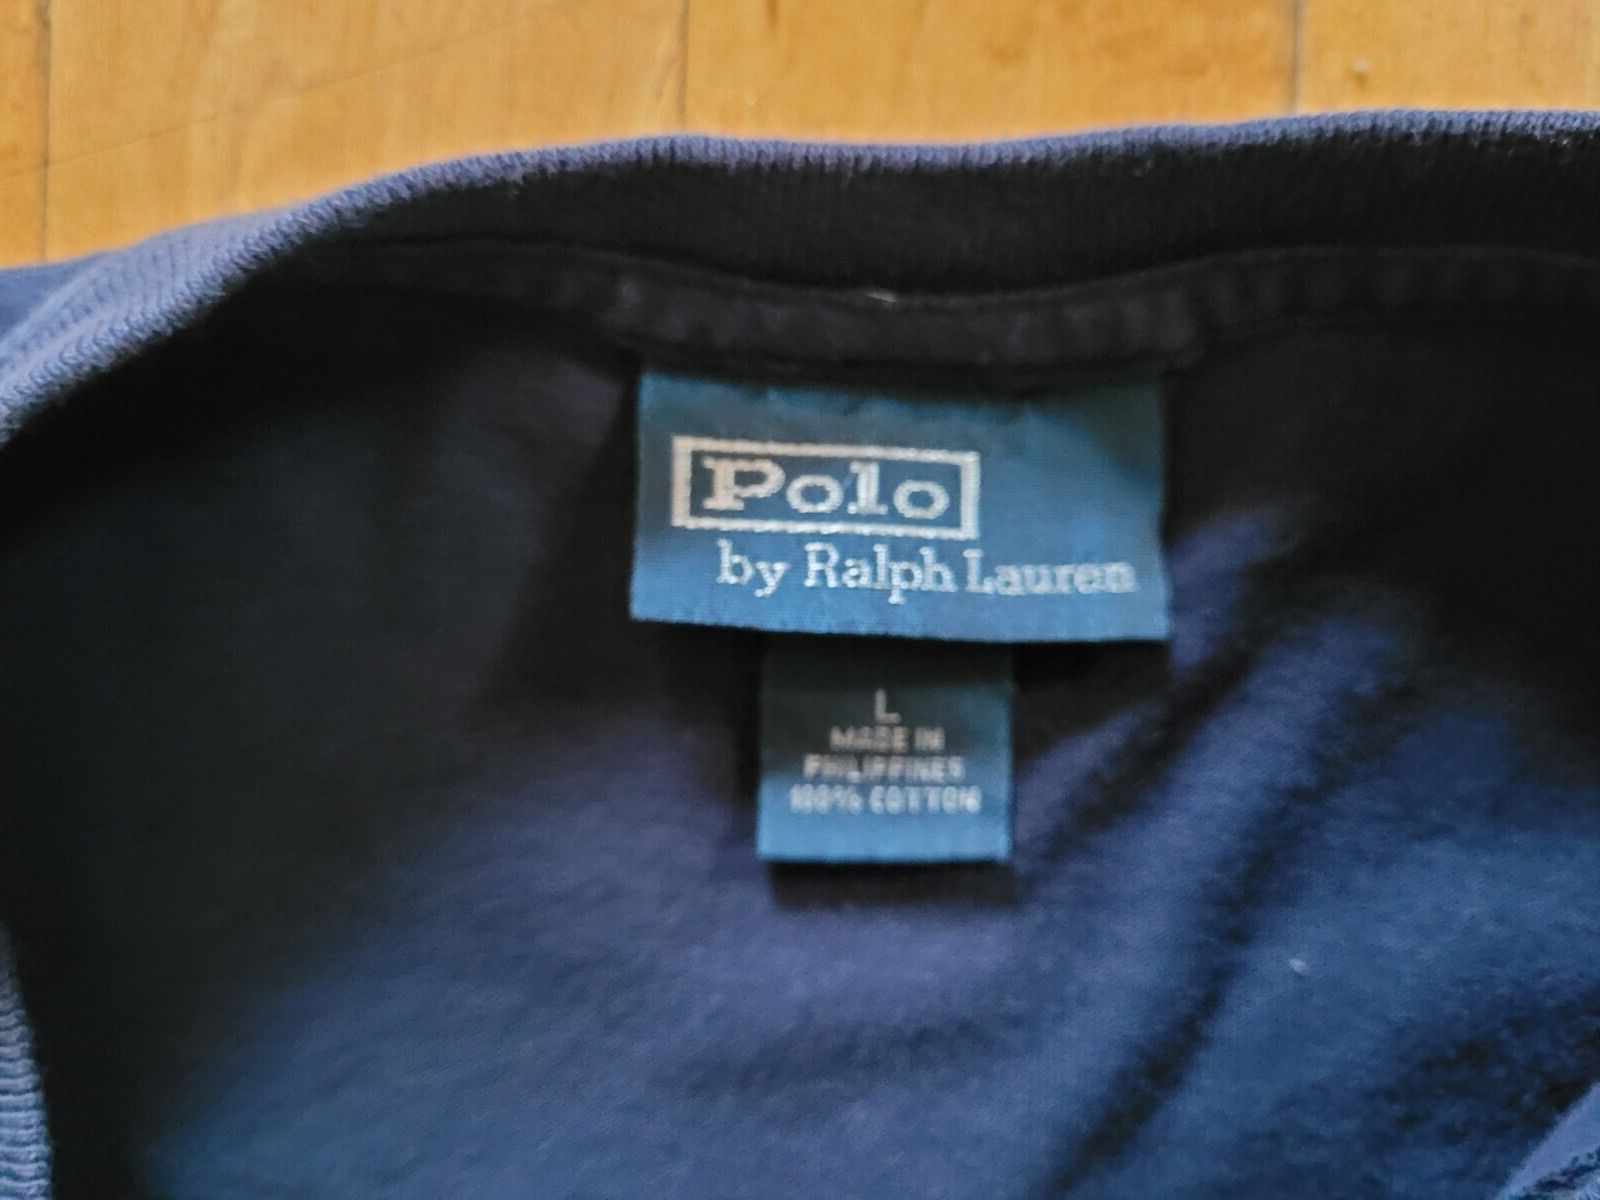 Polo
by Ralph Lauren
L
MADE IN
PHILIPPINES
100% COTTON